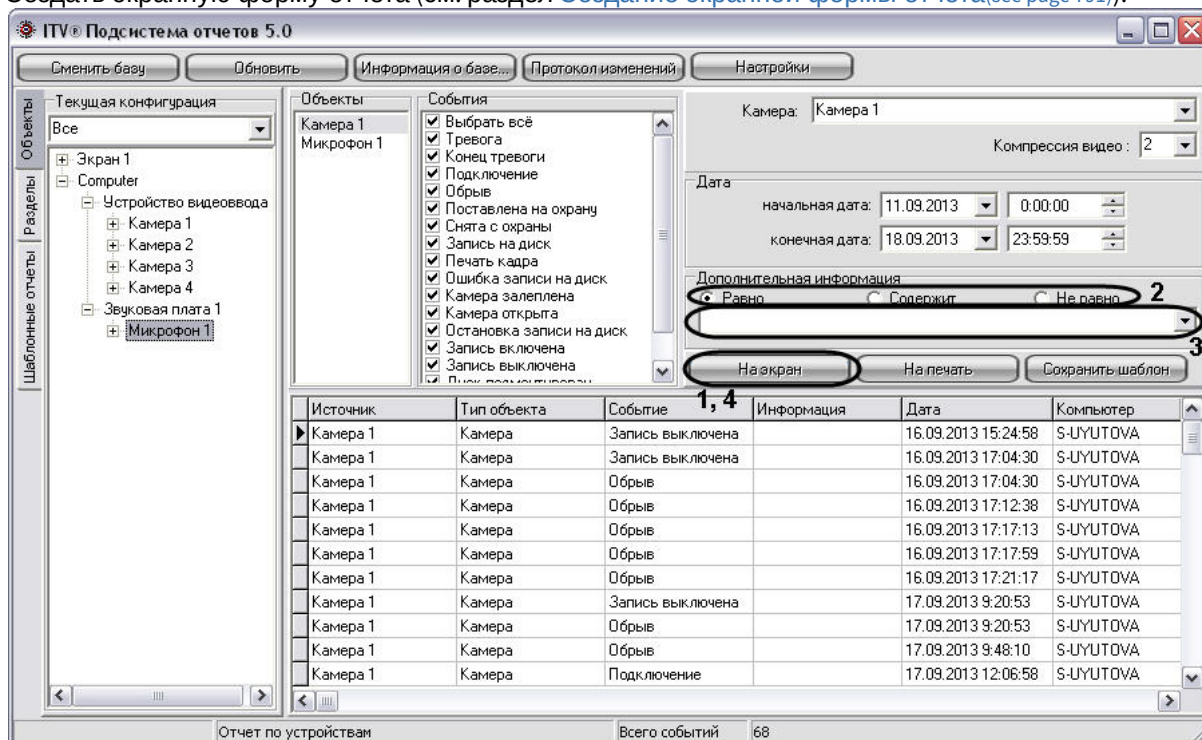 Создать экранную форму отчета (см. раздел Создание экранной формы отчета(see page 191)).
ITV® Подсистема отчетов 5.0
Сменить базу Обновить Информация о базе... Протокол изменений Настройки
Объекты
Разделы
Шаблонные отчеты
Текущая конфигурация
Все
Экран 1
Computer
Устройство видеоввода
Камера 1
Камера 2
Камера 3
Камера 4
Звуковая плата 1
Микрофон 1
Объекты
Камера 1
Микрофон 1
События
Выбрать всё
Тревога
Конец тревоги
Подключение
Обрыв
Поставлена на охрану
Снята с охраны
Запись на диск
Печать кадра
Ошибка записи на диск
Камера залеплена
Камера открыта
Остановка записи на диск
Запись включена
Запись выключена
Камера: Камера 1
Компрессия видео : 2
Дата
начальная дата: 11.09.2013 0:00:00
конечная дата: 18.09.2013 23:59:59
Дополнительная информация
Равно Содержит Не равно 2
3
На экран На печать Сохранить шаблон
1, 4
Источник Тип объекта Событие Информация Дата Компьютер
Камера 1 Камера Запись выключена 16.09.2013 15:24:58 S-UYUTOVA
Камера 1 Камера Запись выключена 16.09.2013 17:04:30 S-UYUTOVA
Камера 1 Камера Обрыв 16.09.2013 17:04:30 S-UYUTOVA
Камера 1 Камера Обрыв 16.09.2013 17:12:38 S-UYUTOVA
Камера 1 Камера Обрыв 16.09.2013 17:17:13 S-UYUTOVA
Камера 1 Камера Обрыв 16.09.2013 17:17:59 S-UYUTOVA
Камера 1 Камера Обрыв 16.09.2013 17:21:17 S-UYUTOVA
Камера 1 Камера Запись выключена 17.09.2013 9:20:53 S-UYUTOVA
Камера 1 Камера Обрыв 17.09.2013 9:20:53 S-UYUTOVA
Камера 1 Камера Обрыв 17.09.2013 9:48:10 S-UYUTOVA
Камера 1 Камера Подключение 17.09.2013 12:06:58 S-UYUTOVA
Отчет по устройствам Всего событий 68